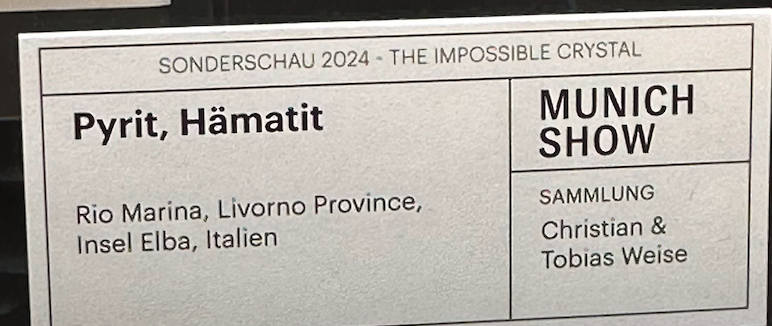 SONDERSCHAU 2024 - THE IMPOSSIBLE CRYSTAL
Pyrit, Hämatit
Rio Marina, Livorno Province,
Insel Elba, Italien
MUNICH
SHOW
SAMMLUNG
Christian &
Tobias Weise